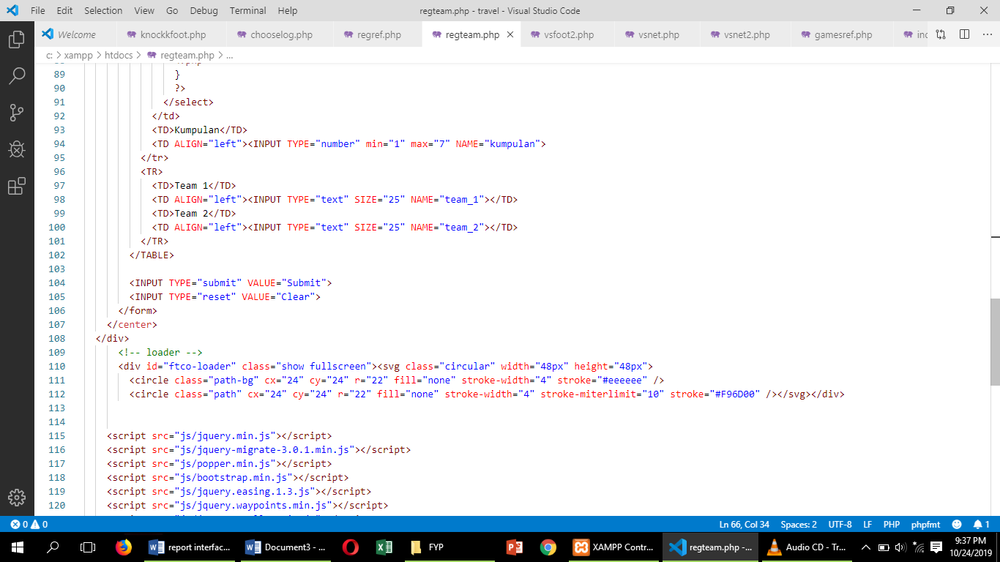 File Edit Selection View Go Debug Terminal Help regteam.php - travel - Visual Studio Code
Welcome knockkfoot.php chooselog.php regref.php regteam.php vsfoot2.php vsnet.php vsnet2.php gamesref.php
c: > xampp > htdocs > regteam.php > ...
89 }
90 ?>
91 </select>
92 </td>
93 <TD>Kumpulan</TD>
94 <TD ALIGN="left"><INPUT TYPE="number" min="1" max="7" NAME="kumpulan">
95 </tr>
96 <TR>
97 <TD>Team 1</TD>
98 <TD ALIGN="left"><INPUT TYPE="text" SIZE="25" NAME="team_1"></TD>
99 <TD>Team 2</TD>
100 <TD ALIGN="left"><INPUT TYPE="text" SIZE="25" NAME="team_2"></TD>
101 </TR>
102 </TABLE>
103
104 <INPUT TYPE="submit" VALUE="Submit">
105 <INPUT TYPE="reset" VALUE="Clear">
106 </form>
107 </center>
108 </div>
109 <!-- loader -->
110 <div id="ftco-loader" class="show fullscreen"><svg class="circular" width="48px" height="48px">
111 <circle class="path-bg" cx="24" cy="24" r="22" fill="none" stroke-width="4" stroke="#eeeeee" />
112 <circle class="path" cx="24" cy="24" r="22" fill="none" stroke-width="4" stroke-miterlimit="10" stroke="#F96D00" /></svg></div>
113
114
115 <script src="js/jquery.min.js"></script>
116 <script src="js/jquery-migrate-3.0.1.min.js"></script>
117 <script src="js/popper.min.js"></script>
118 <script src="js/bootstrap.min.js"></script>
119 <script src="js/jquery.easing.1.3.js"></script>
120 <script src="js/jquery.waypoints.min.js"></script>
0 0 Ln 66, Col 34 Spaces: 2 UTF-8 LF PHP phpfmt 1
report interfac... Document3 - ... FYP XAMPP Contr... regteam.php -... Audio CD - Tr... 9:37 PM
10/24/2019